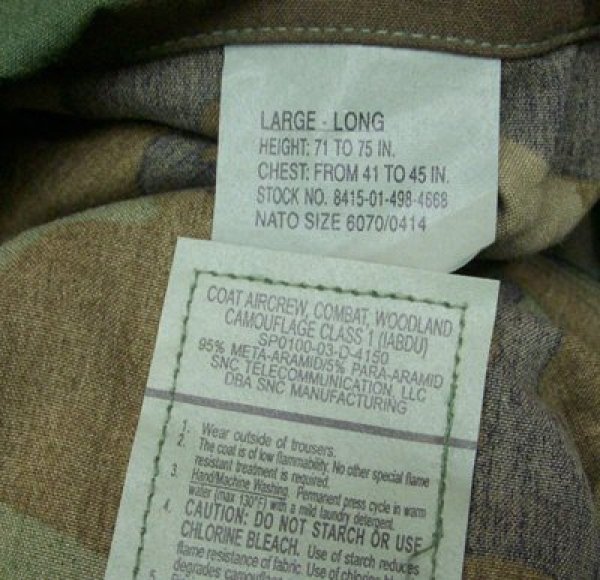 LARGE - LONG
HEIGHT: 71 TO 75 IN.
CHEST: FROM 41 TO 45 IN.
STOCK NO. 8415-01-498-4668
NATO SIZE 6070/0414
COAT AIRCREW, COMBAT, WOODLAND
CAMOUFLAGE CLASS 1 (IABDU)
SP0100-03-D-4150
95% META-ARAMID/5% PARA-ARAMID
SNC TELECOMMUNICATION, LLC
DBA SNC MANUFACTURING
1. Wear outside of trousers.
2. The coat is of low flammability. No other special flame
resistant treatment is required.
3. Hand/Machine Washing. Permanent press cycle in warm
water (max 130°F) with a mild laundry detergent.
4. CAUTION: DO NOT STARCH OR USE
CHLORINE BLEACH. Use of starch reduces
flame resistance of fabric. Use of chlorine
degrades
5.